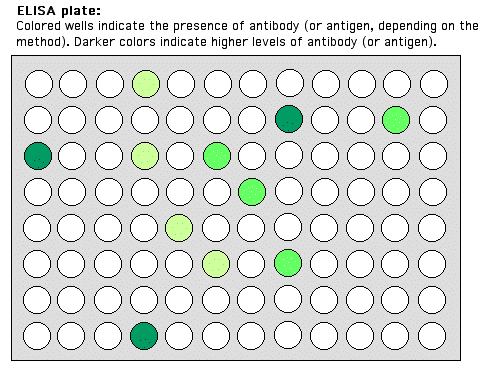 ELISA plate:
Colored wells indicate the presence of antibody (or antigen, depending on the
method). Darker colors indicate higher levels of antibody (or antigen).